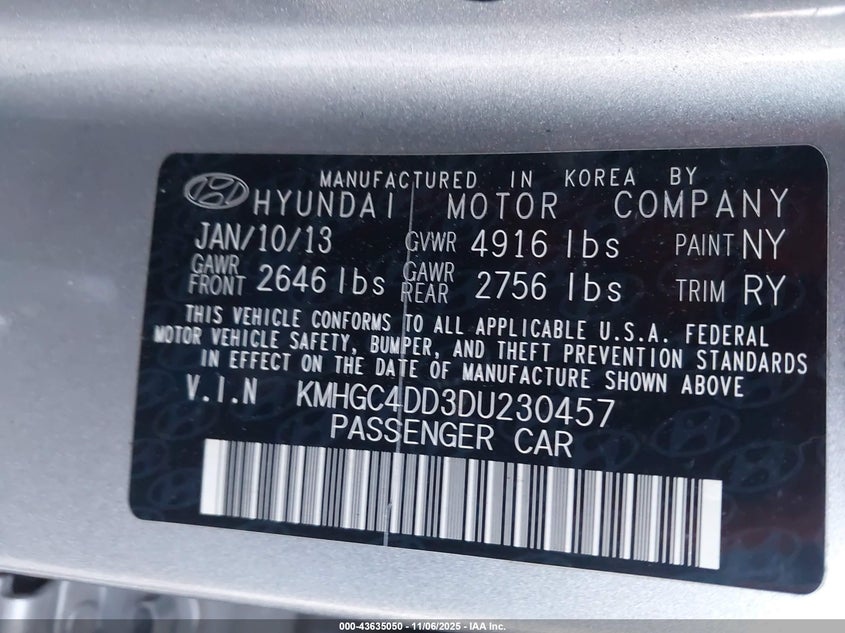 MANUFACTURED IN KOREA BY
HYUNDAI MOTOR COMPANY
JAN/10/13 GVWR 4916 lbs PAINT NY
GAWR FRONT 2646 lbs GAWR REAR 2756 lbs TRIM RY
THIS VEHICLE CONFORMS TO ALL APPLICABLE U.S.A. FEDERAL
MOTOR VEHICLE SAFETY, BUMPER, AND THEFT PREVENTION STANDARDS
IN EFFECT ON THE DATE OF MANUFACTURE SHOWN ABOVE
V.I.N KMHGC4DD3DU230457
PASSENGER CAR
000-43635050 - 11/06/2025 - IAA Inc.